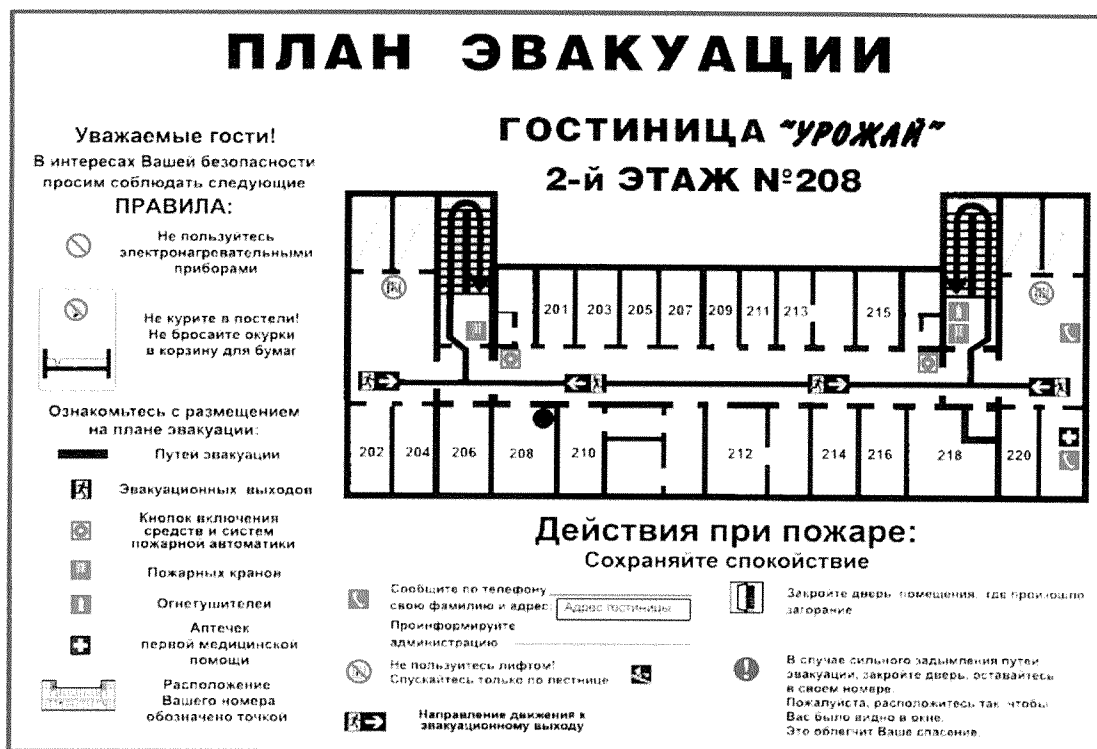 ПЛАН ЭВАКУАЦИИ
ГОСТИНИЦА "УРОЖАЙ"
2-й ЭТАЖ №208
Уважаемые гости!
В интересах Вашей безопасности
просим соблюдать следующие
ПРАВИЛА:
Не пользуйтесь
электронагревательными
приборами
Не курите в постели!
Не бросайте окурки
в корзину для бумаг
Ознакомьтесь с размещением
на плане эвакуации:
Путей эвакуации
Эвакуационных выходов
Кнопок включения
средств и систем
пожарной автоматики
Пожарных кранов
Огнетушителей
Аптечек
первой медицинской
помощи
Расположение
Вашего номера
обозначено точкой
201 203 205 207 209 211 213 215
202 204 206 208 210 212 214 216 218 220
Действия при пожаре:
Сохраняйте спокойствие
Сообщите по телефону
свою фамилию и адрес: Адрес гостиницы
Проинформируйте
администрацию
Не пользуйтесь лифтом!
Спускайтесь только по лестнице
Направление движения к
эвакуационному выходу
Закройте дверь помещения, где произошло
загорание
В случае сильного задымления путей
эвакуации, закройте дверь, оставайтесь
в своем номере.
Пожалуйста, расположитесь так, чтобы
Вас было видно в окне.
Это облегчит Ваше спасение.